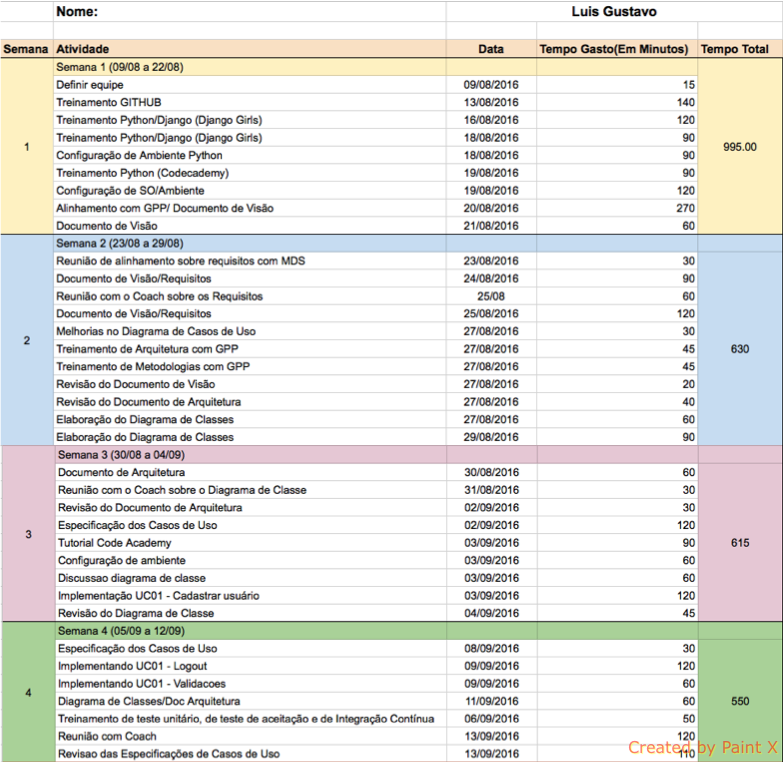 Nome: Luis Gustavo
Semana Atividade Data Tempo Gasto(Em Minutos) Tempo Total
Semana 1 (09/08 a 22/08)
Definir equipe 09/08/2016 15
Treinamento GITHUB 13/08/2016 140
Treinamento Python/Django (Django Girls) 16/08/2016 120
Treinamento Python/Django (Django Girls) 18/08/2016 90
1 Configuração de Ambiente Python 18/08/2016 90 995.00
Treinamento Python (Codecademy) 19/08/2016 90
Configuração de SO/Ambiente 19/08/2016 120
Alinhamento com GPP/ Documento de Visão 20/08/2016 270
Documento de Visão 21/08/2016 60
Semana 2 (23/08 a 29/08)
Reunião de alinhamento sobre requisitos com MDS 23/08/2016 30
Documento de Visão/Requisitos 24/08/2016 90
Reunião com o Coach sobre os Requisitos 25/08 60
Documento de Visão/Requisitos 25/08/2016 120
Melhorias no Diagrama de Casos de Uso 27/08/2016 30
2 Treinamento de Arquitetura com GPP 27/08/2016 45 630
Treinamento de Metodologias com GPP 27/08/2016 45
Revisão do Documento de Visão 27/08/2016 20
Revisão do Documento de Arquitetura 27/08/2016 40
Elaboração do Diagrama de Classes 27/08/2016 60
Elaboração do Diagrama de Classes 29/08/2016 90
Semana 3 (30/08 a 04/09)
Documento de Arquitetura 30/08/2016 60
Reunião com o Coach sobre o Diagrama de Classe 31/08/2016 30
Revisão do Documento de Arquitetura 02/09/2016 30
Especificação dos Casos de Uso 02/09/2016 120
3 Tutorial Code Academy 03/09/2016 90 615
Configuração de ambiente 03/09/2016 60
Discussao diagrama de classe 03/09/2016 60
Implementação UC01 - Cadastrar usuário 03/09/2016 120
Revisão do Diagrama de Classe 04/09/2016 45
Semana 4 (05/09 a 12/09)
Especificação dos Casos de Uso 08/09/2016 30
Implementando UC01 - Logout 09/09/2016 120
Implementando UC01 - Validacoes 09/09/2016 60
4 Diagrama de Classes/Doc Arquitetura 11/09/2016 60 550
Treinamento de teste unitário, de teste de aceitação e de Integração Contínua 06/09/2016 50
Reunião com Coach 13/09/2016 120
Revisao das Especificações de Casos de Uso 13/09/2016 110
Created by Paint X